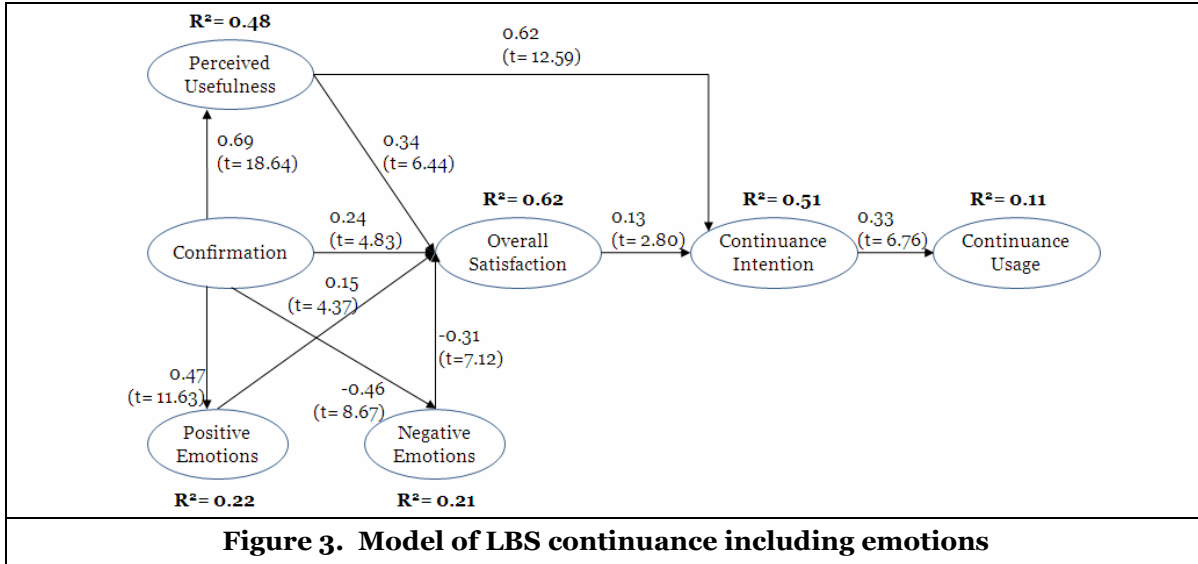 R²= 0.48
Perceived
Usefulness
0.62
(t= 12.59)
0.69
(t= 18.64)
0.34
(t= 6.44)
Confirmation
0.24
(t= 4.83)
R²= 0.62
Overall
Satisfaction
0.13
(t= 2.80)
R²= 0.51
Continuance
Intention
0.33
(t= 6.76)
R²= 0.11
Continuance
Usage
0.15
(t= 4.37)
-0.31
(t=7.12)
0.47
(t= 11.63)
-0.46
(t= 8.67)
Positive
Emotions
R²= 0.22
Negative
Emotions
R²= 0.21
Figure 3. Model of LBS continuance including emotions